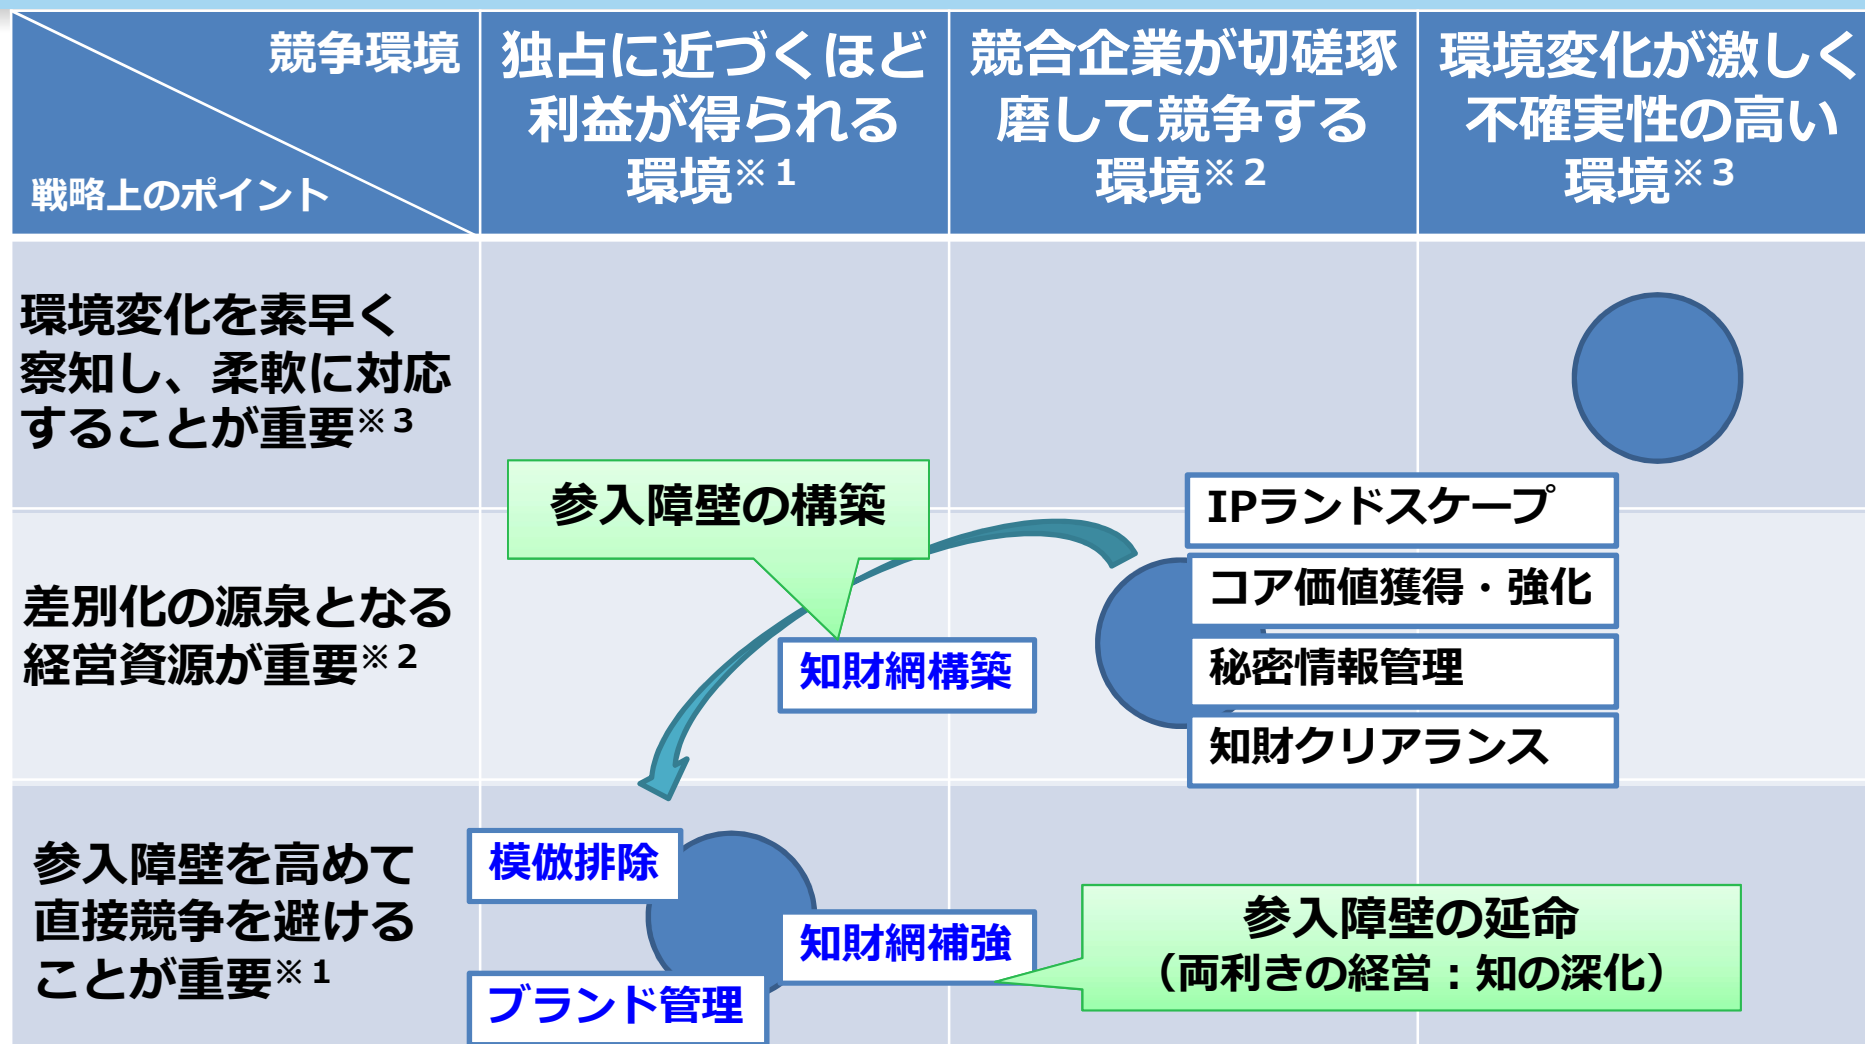 競争環境
戦略上のポイント
独占に近づくほど
利益が得られる
環境※1
競合企業が切磋琢
磨して競争する
環境※2
環境変化が激しく
不確実性の高い
環境※3
環境変化を素早く
察知し、柔軟に対応
することが重要※3
参入障壁の構築
IPランドスケープ
コア価値獲得・強化
秘密情報管理
知財クリアランス
差別化の源泉となる
経営資源が重要※2
知財網構築
参入障壁を高めて
直接競争を避ける
ことが重要※1
模倣排除
知財網補強
ブランド管理
参入障壁の延命
（両利きの経営：知の深化）